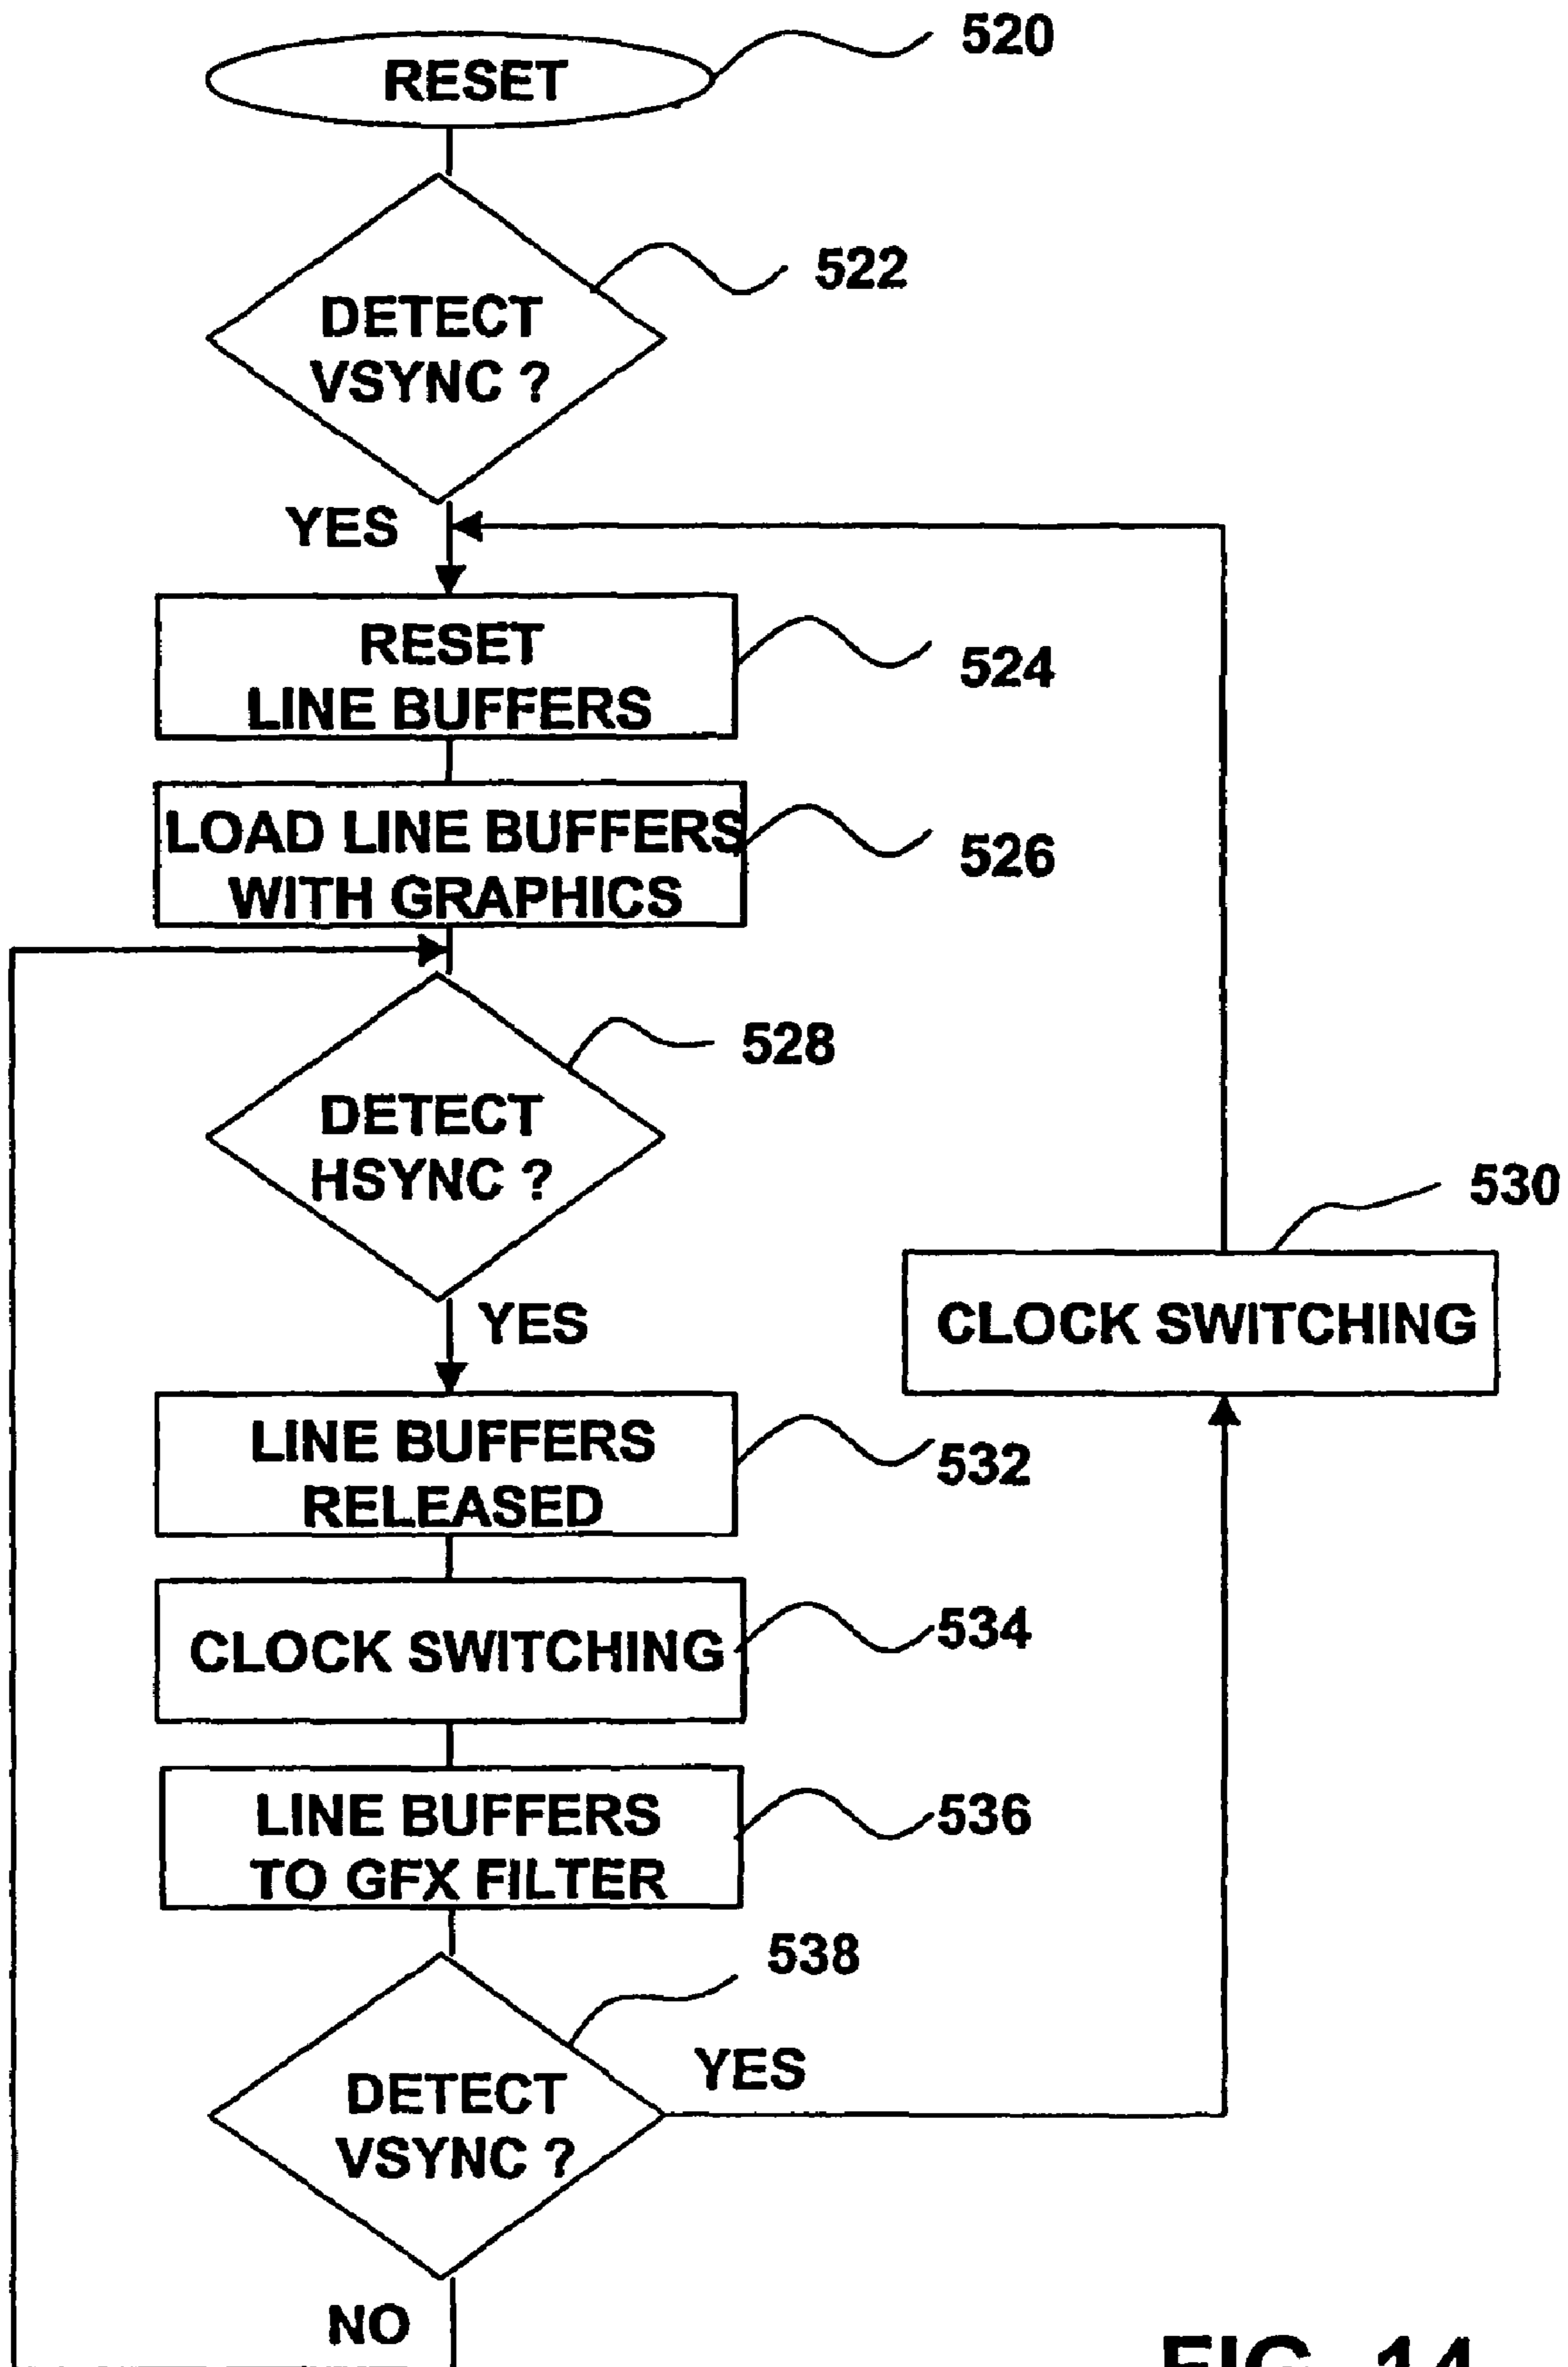 RESET
520
DETECT
VSYNC ?
522
YES
RESET
LINE BUFFERS
524
LOAD LINE BUFFERS
WITH GRAPHICS
526
DETECT
HSYNC ?
528
YES
530
CLOCK SWITCHING
LINE BUFFERS
RELEASED
532
CLOCK SWITCHING
534
LINE BUFFERS
TO GFX FILTER
536
538
DETECT
VSYNC ?
YES
NO
FIG. 14